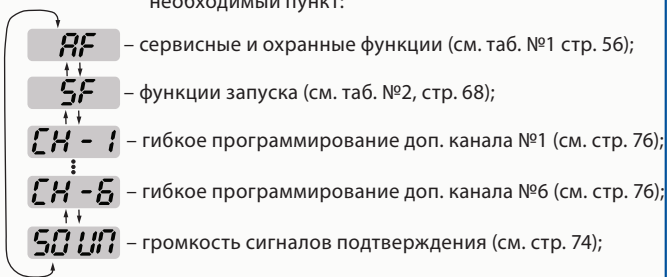 необходимый пункт:
AF – сервисные и охранные функции (см. таб. №1 стр. 56);
SF – функции запуска (см. таб. №2, стр. 68);
CH - 1 – гибкое программирование доп. канала №1 (см. стр. 76);
CH - 6 – гибкое программирование доп. канала №6 (см. стр. 76);
SOUn – громкость сигналов подтверждения (см. стр. 74);